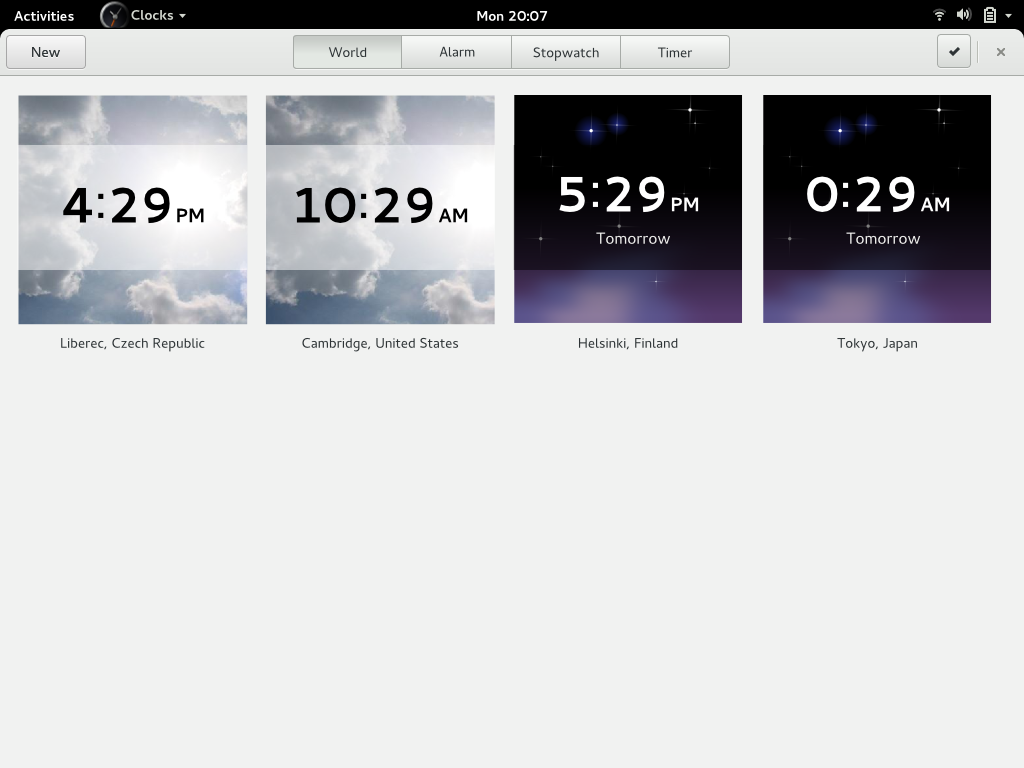 Activities
Clocks
Mon 20:07
New
World
Alarm
Stopwatch
Timer
4:29 PM
Liberec, Czech Republic
10:29 AM
Cambridge, United States
5:29 PM
Tomorrow
Helsinki, Finland
0:29 AM
Tomorrow
Tokyo, Japan